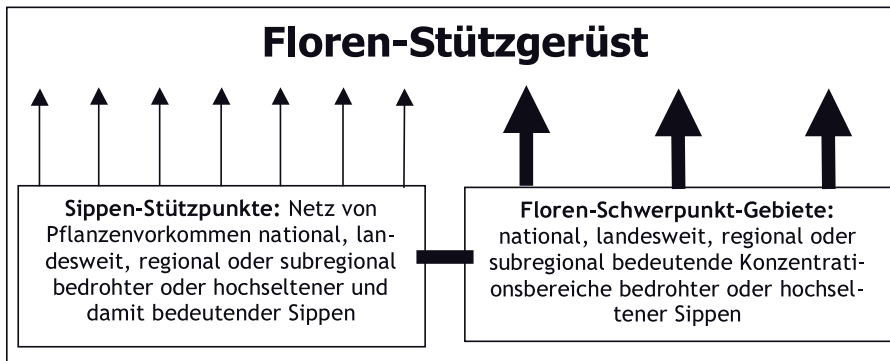 Floren-Stützgerüst
Sippen-Stützpunkte: Netz von
Pflanzenvorkommen national, lan-
desweit, regional oder subregional
bedrohter oder hochseltener und
damit bedeutender Sippen
Floren-Schwerpunkt-Gebiete:
national, landesweit, regional oder
subregional bedeutende Konzentrati-
onsbereiche bedrohter oder hochsel-
tener Sippen